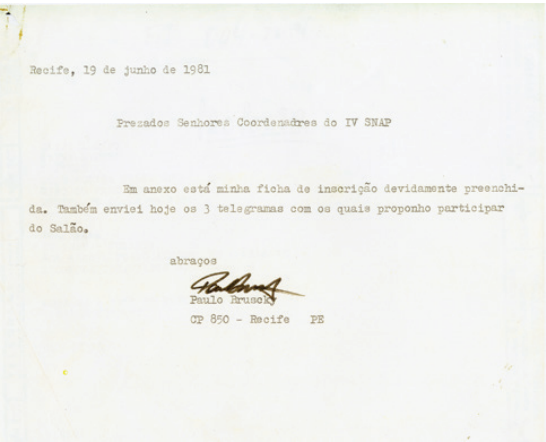 Recife, 19 de junho de 1981
Prezados Senhores Coordenadres do IV SNAP
Em anexo está minha ficha de inscrição devidamente preenchi-
da. Também enviei hoje os 3 telegramas com os quais proponho participar
do Salão.
abraços
Paulo Bruscky
CP 850 - Recife PE